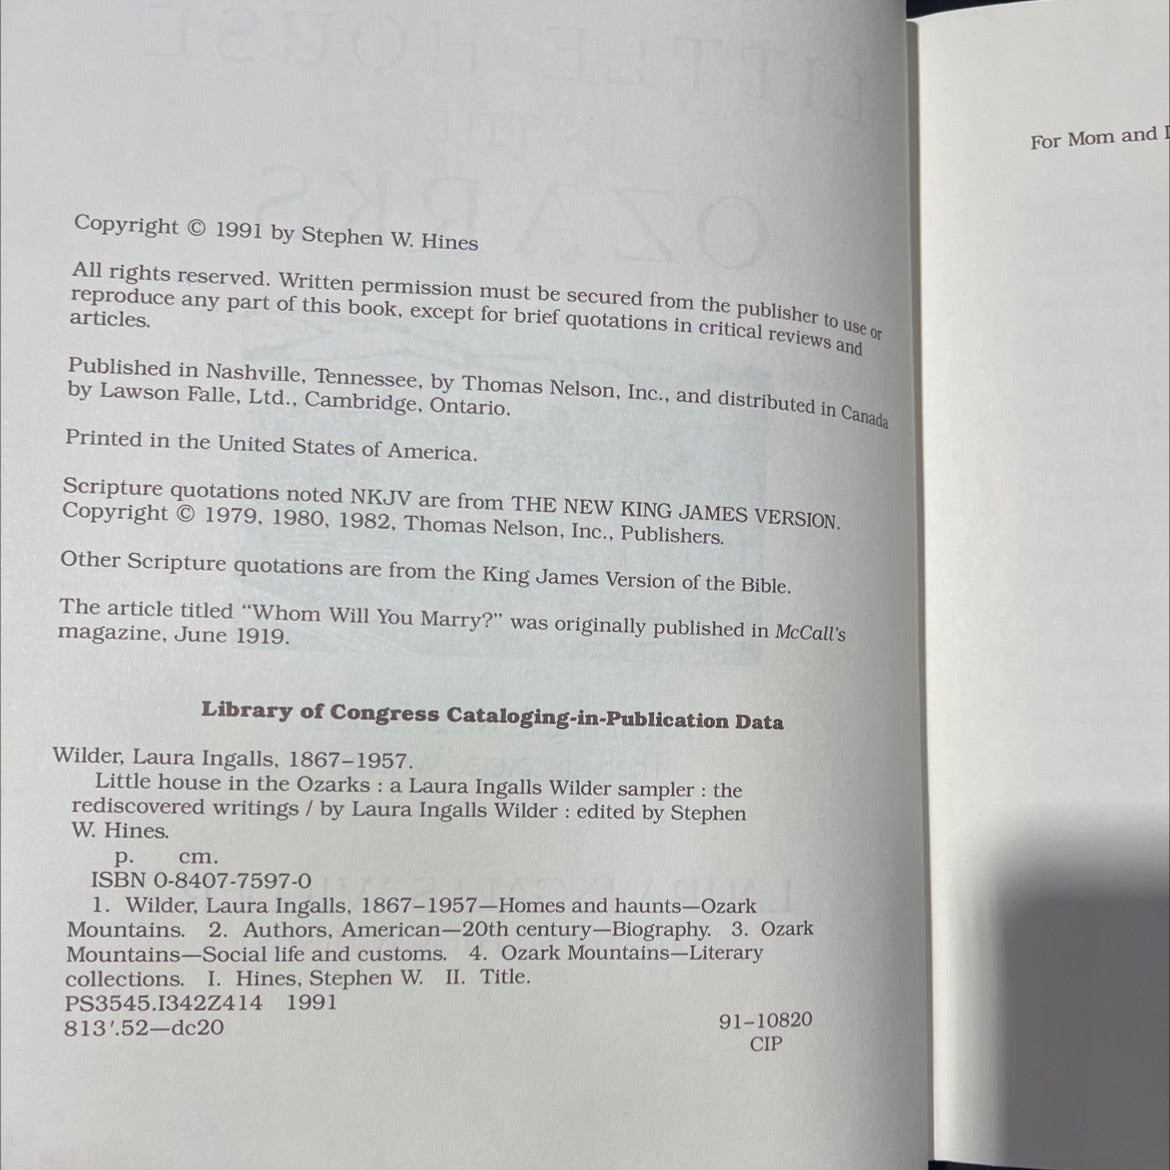 Copyright © 1991 by Stephen W. Hines
All rights reserved. Written permission must be secured from the publisher to use or
reproduce any part of this book, except for brief quotations in critical reviews and
articles.
Published in Nashville, Tennessee, by Thomas Nelson, Inc., and distributed in Canada
by Lawson Falle, Ltd., Cambridge, Ontario.
Printed in the United States of America.
Scripture quotations noted NKJV are from THE NEW KING JAMES VERSION.
Copyright © 1979, 1980, 1982, Thomas Nelson, Inc., Publishers.
Other Scripture quotations are from the King James Version of the Bible.
The article titled “Whom Will You Marry?” was originally published in McCall's
magazine, June 1919.
Library of Congress Cataloging-in-Publication Data
Wilder, Laura Ingalls, 1867–1957.
Little house in the Ozarks : a Laura Ingalls Wilder sampler : the
rediscovered writings / by Laura Ingalls Wilder : edited by Stephen
W. Hines.
p. cm.
ISBN 0-8407-7597-0
1. Wilder, Laura Ingalls, 1867–1957—Homes and haunts—Ozark
Mountains. 2. Authors, American—20th century—Biography. 3. Ozark
Mountains—Social life and customs. 4. Ozark Mountains—Literary
collections. I. Hines, Stephen W. II. Title.
PS3545.I342Z414 1991
813′.52—dc20
91–10820
CIP
For Mom and